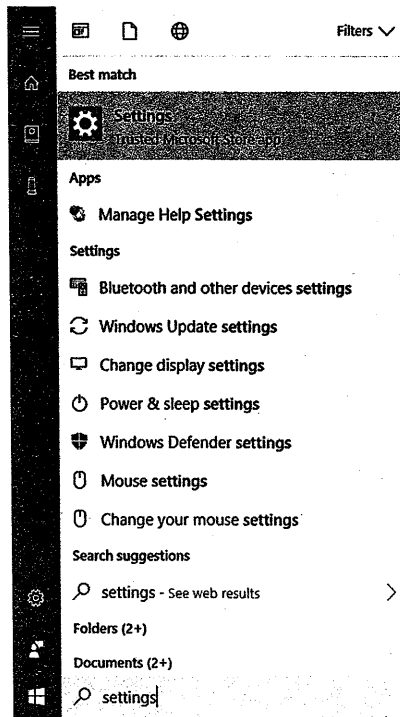 Filters
Best match
Settings
Trusted Microsoft Store app
Apps
Manage Help Settings
Settings
Bluetooth and other devices settings
Windows Update settings
Change display settings
Power & sleep settings
Windows Defender settings
Mouse settings
Change your mouse settings
Search suggestions
settings - See web results
Folders (2+)
Documents (2+)
settings